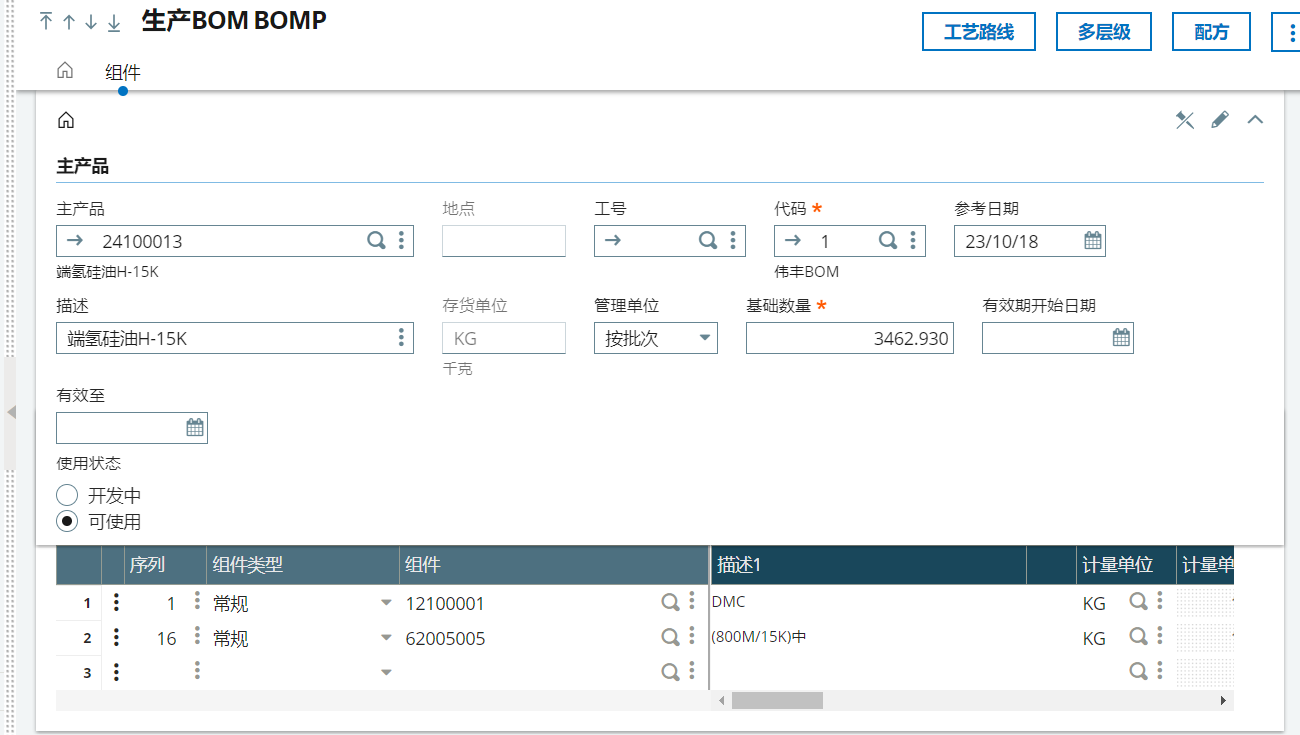 生产BOM BOMP
工艺路线 多层级 配方
组件
主产品
主产品 地点 工号 代码 * 参考日期
24100013 1 23/10/18
端氢硅油H-15K 伟丰BOM
描述 存货单位 管理单位 基础数量 * 有效期开始日期
端氢硅油H-15K KG 按批次 3462.930
千克
有效至
使用状态
开发中
可使用
序列 组件类型 组件 描述1 计量单位 计量单
1 1 常规 12100001 DMC KG
2 16 常规 62005005 (800M/15K)中 KG
3